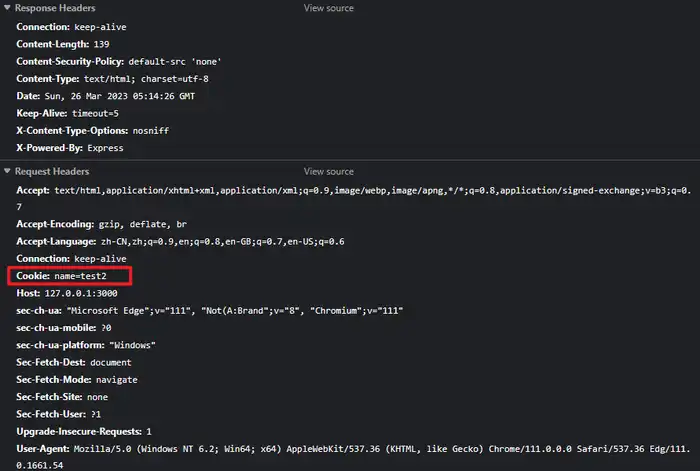 Response Headers View source
Connection: keep-alive
Content-Length: 139
Content-Security-Policy: default-src 'none'
Content-Type: text/html; charset=utf-8
Date: Sun, 26 Mar 2023 05:14:26 GMT
Keep-Alive: timeout=5
X-Content-Type-Options: nosniff
X-Powered-By: Express
Request Headers View source
Accept: text/html,application/xhtml+xml,application/xml;q=0.9,image/webp,image/apng,*/*;q=0.8,application/signed-exchange;v=b3;q=0.
7
Accept-Encoding: gzip, deflate, br
Accept-Language: zh-CN,zh;q=0.9,en;q=0.8,en-GB;q=0.7,en-US;q=0.6
Connection: keep-alive
Cookie: name=test2
Host: 127.0.0.1:3000
sec-ch-ua: "Microsoft Edge";v="111", "Not(A:Brand";v="8", "Chromium";v="111"
sec-ch-ua-mobile: ?0
sec-ch-ua-platform: "Windows"
Sec-Fetch-Dest: document
Sec-Fetch-Mode: navigate
Sec-Fetch-Site: none
Sec-Fetch-User: ?1
Upgrade-Insecure-Requests: 1
User-Agent: Mozilla/5.0 (Windows NT 6.2; Win64; x64) AppleWebKit/537.36 (KHTML, like Gecko) Chrome/111.0.0.0 Safari/537.36 Edg/111.
0.1661.54